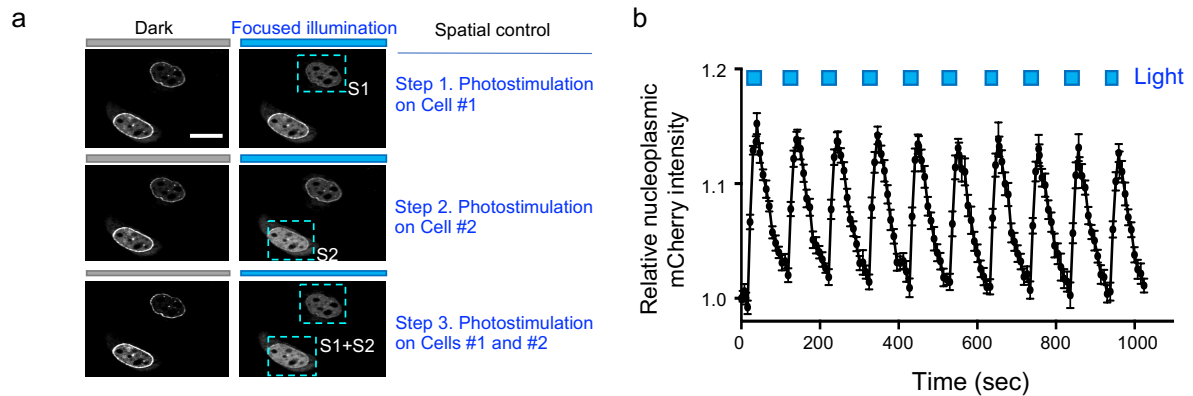 a
Dark
Focused illumination
Spatial control
S1
Step 1. Photostimulation
on Cell #1
S2
Step 2. Photostimulation
on Cell #2
S1+S2
Step 3. Photostimulation
on Cells #1 and #2
b
Relative nucleoplasmic
mCherry intensity
1.2
1.1
1.0
Light
0
200
400
600
800
1000
Time (sec)